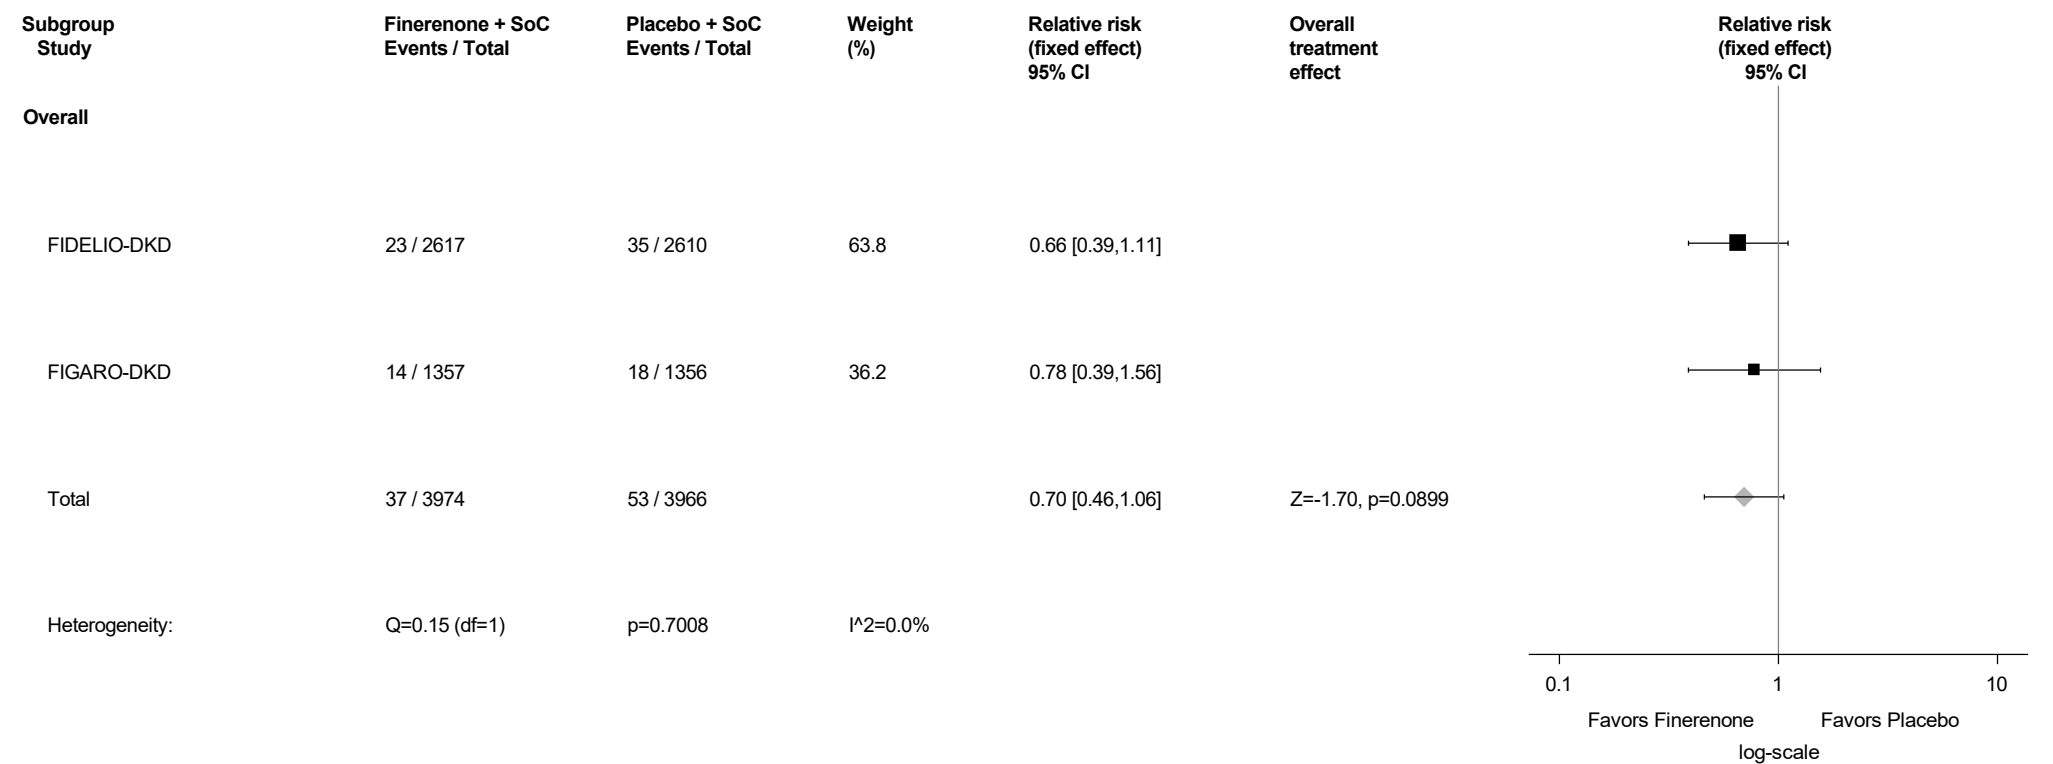 Subgroup Finerenone + SoC Placebo + SoC Weight Relative risk Overall Relative risk
Study Events / Total Events / Total (%) (fixed effect) treatment (fixed effect)
95% CI effect 95% CI
Overall
FIDELIO-DKD 23 / 2617 35 / 2610 63.8 0.66 [0.39,1.11]
FIGARO-DKD 14 / 1357 18 / 1356 36.2 0.78 [0.39,1.56]
Total 37 / 3974 53 / 3966 0.70 [0.46,1.06] Z=-1.70, p=0.0899
Heterogeneity: Q=0.15 (df=1) p=0.7008 I^2=0.0%
0.1 1 10
Favors Finerenone Favors Placebo
log-scale